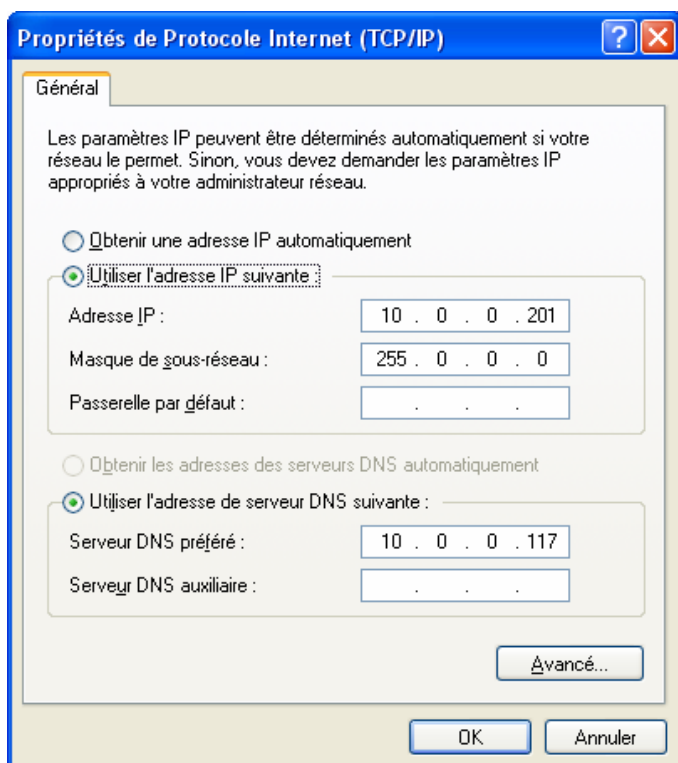 Propriétés de Protocole Internet (TCP/IP)
Général
Les paramètres IP peuvent être déterminés automatiquement si votre
réseau le permet. Sinon, vous devez demander les paramètres IP
appropriés à votre administrateur réseau.
Obtenir une adresse IP automatiquement
Utiliser l'adresse IP suivante :
Adresse IP : 10 . 0 . 0 . 201
Masque de sous-réseau : 255 . 0 . 0 . 0
Passerelle par défaut : . . .
Obtenir les adresses des serveurs DNS automatiquement
Utiliser l'adresse de serveur DNS suivante :
Serveur DNS préféré : 10 . 0 . 0 . 117
Serveur DNS auxiliaire : . . .
Avancé...
OK Annuler